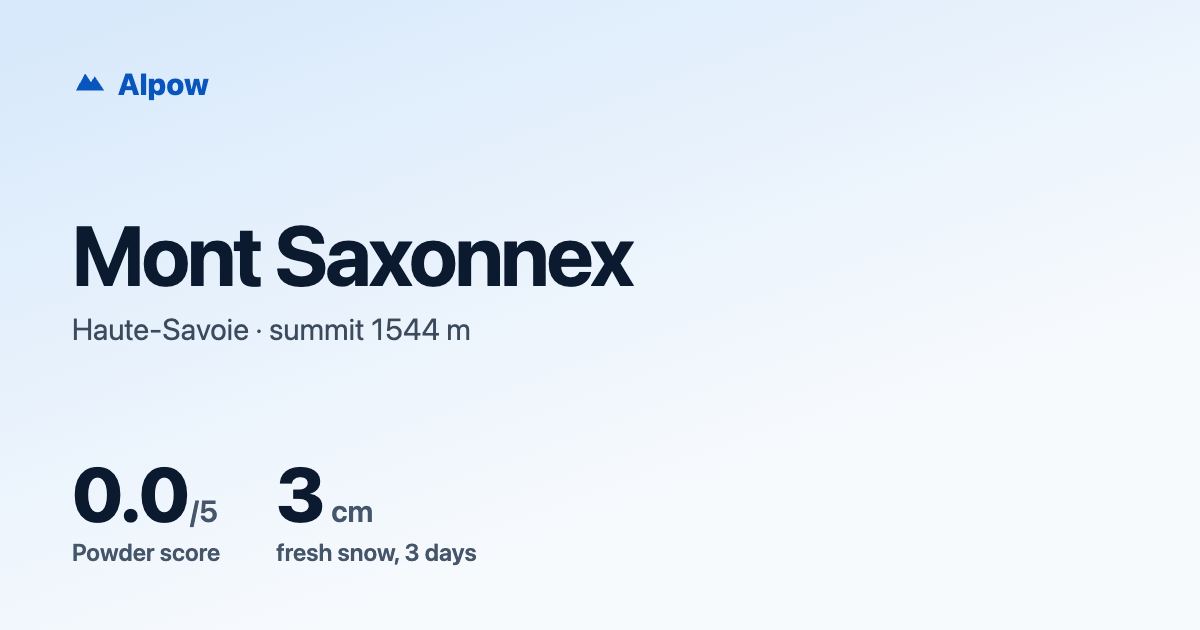 Alpow
Mont Saxonnex
Haute-Savoie · summit 1544 m
0.0/5 3 cm
Powder score fresh snow, 3 days